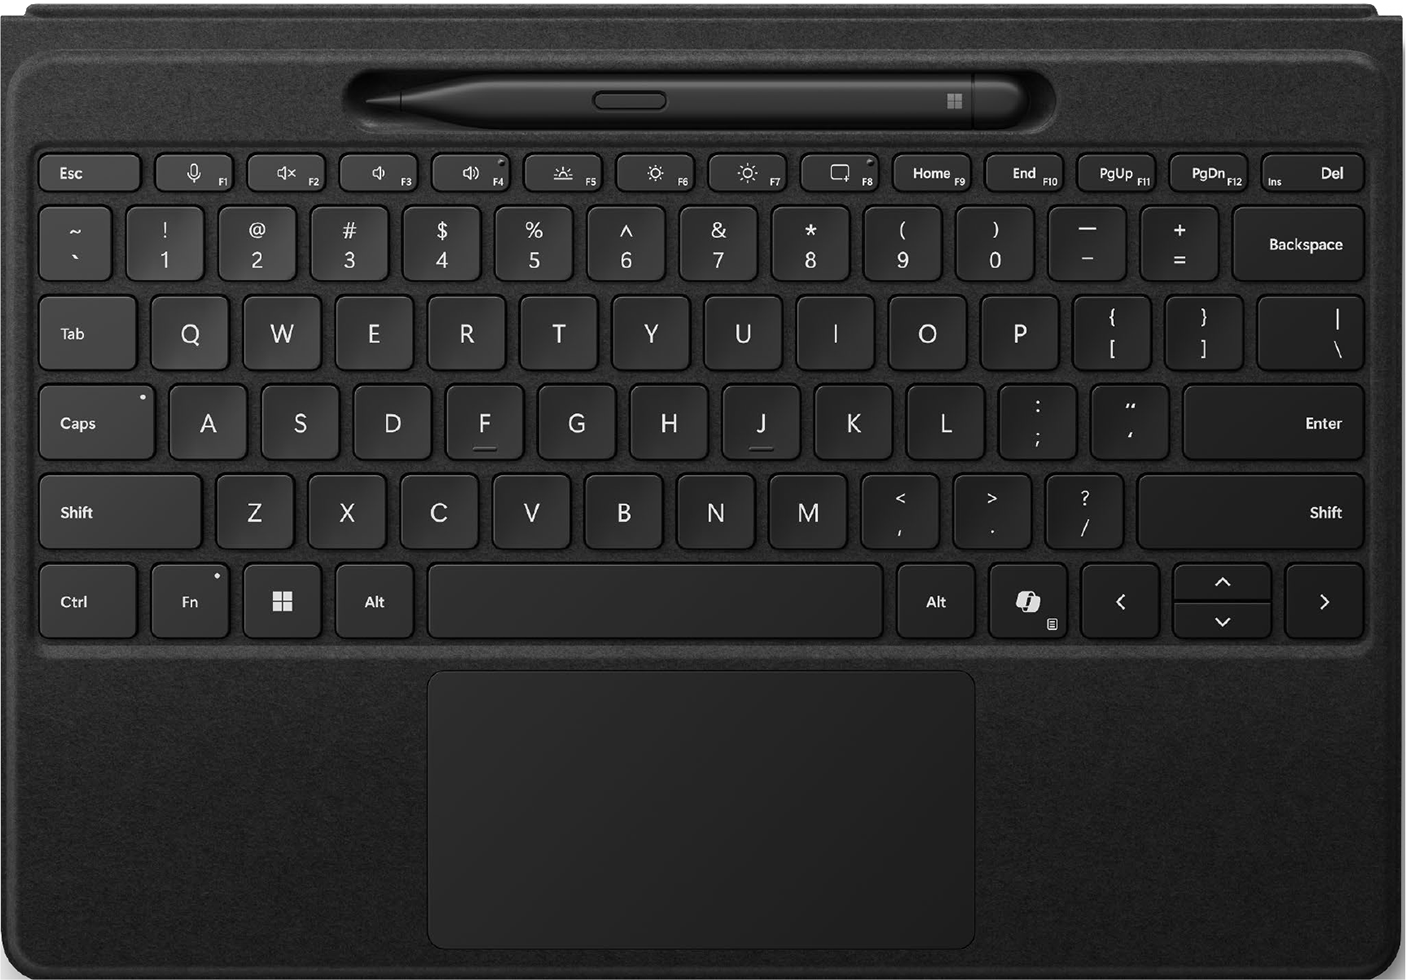 Esc F1 F2 F3 F4 F5 F6 F7 F8 Home F9 End F10 PgUp F11 PgDn F12 Ins Del
~ ! @ # $ % ^ & * ( ) — +
` 1 2 3 4 5 6 7 8 9 0 - = Backspace
Tab Q W E R T Y U I O P { [ } ] | \
Caps A S D F G H J K L : ; “ ‘ Enter
Shift Z X C V B N M < , > . ? / Shift
Ctrl Fn Alt Alt